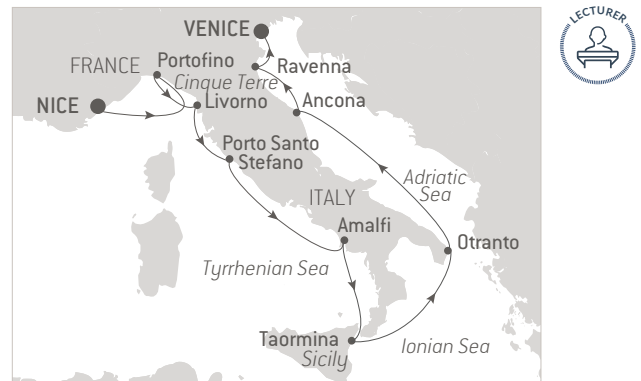 VENICE
LECTURER
FRANCE
Portofino
Cinque Terre
Ravenna
NICE
Livorno
Ancona
Porto Santo
Stefano
ITALY
Adriatic
Sea
Amalfi
Otranto
Tyrrhenian Sea
Taormina
Sicily
Ionian Sea